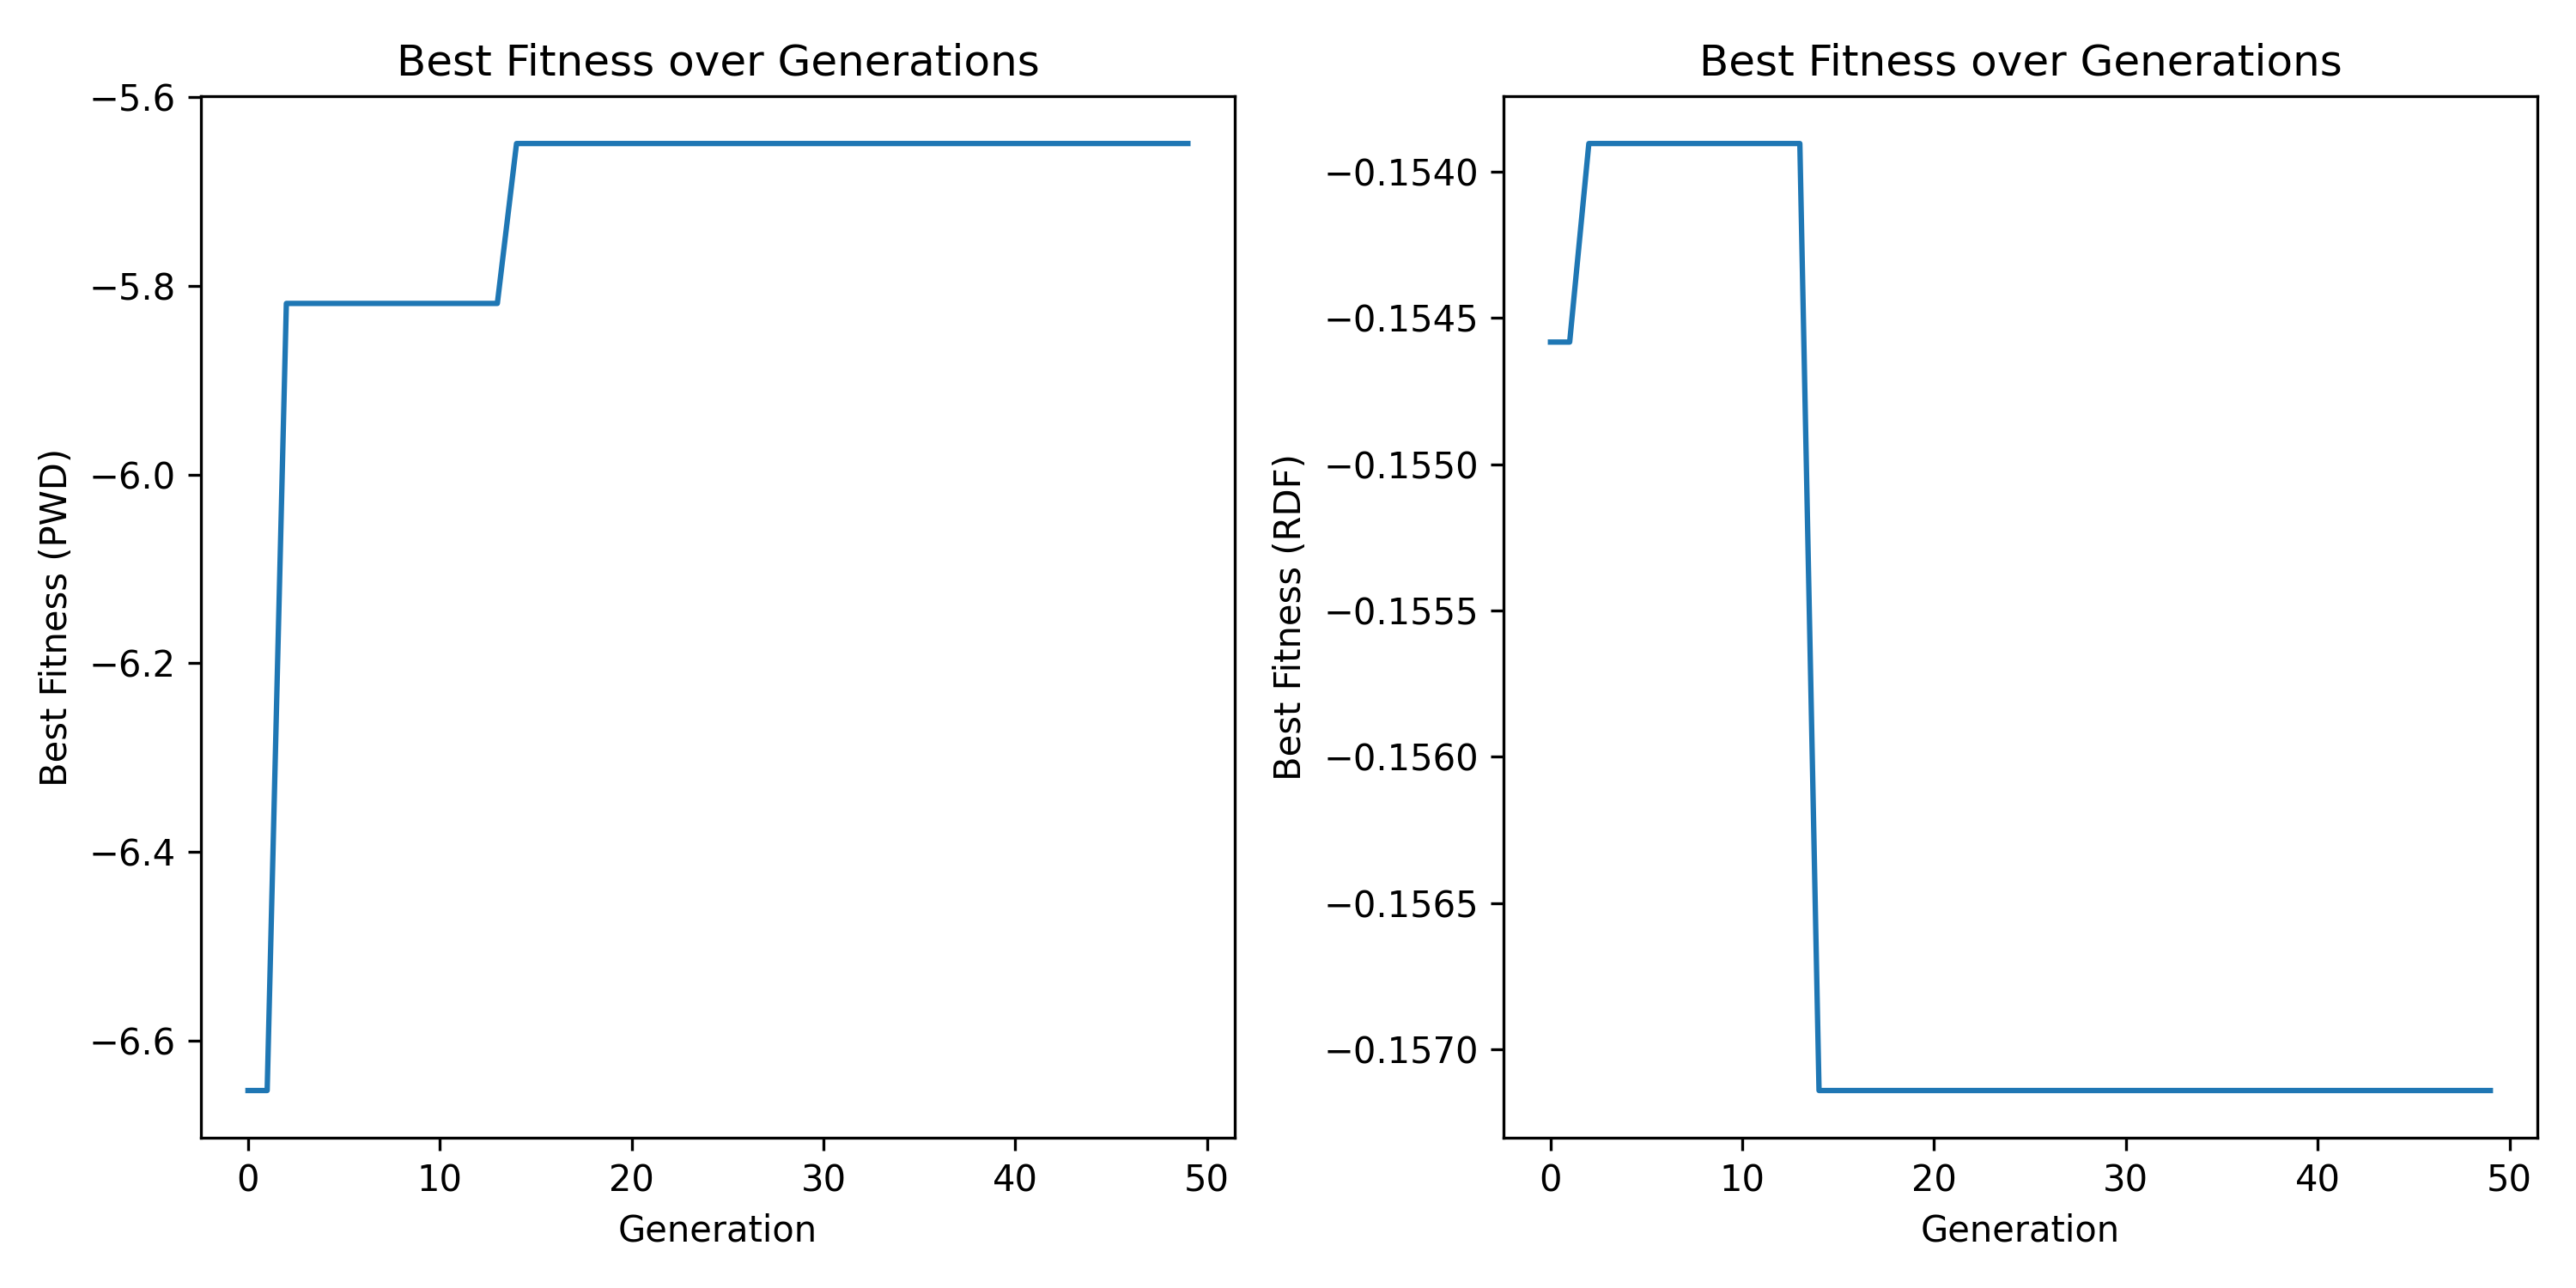 Best Fitness over Generations
Best Fitness (PWD)
−5.6
−5.8
−6.0
−6.2
−6.4
−6.6
0 10 20 30 40 50
Generation
Best Fitness over Generations
Best Fitness (RDF)
−0.1540
−0.1545
−0.1550
−0.1555
−0.1560
−0.1565
−0.1570
0 10 20 30 40 50
Generation